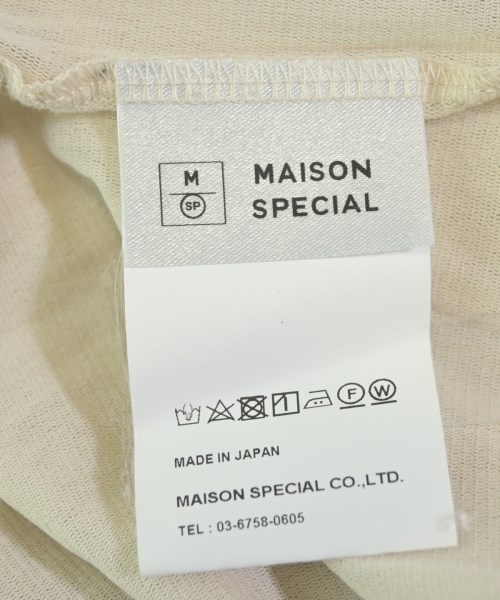 M
SP
MAISON
SPECIAL
F W
MADE IN JAPAN
MAISON SPECIAL CO.,LTD.
TEL : 03-6758-0605